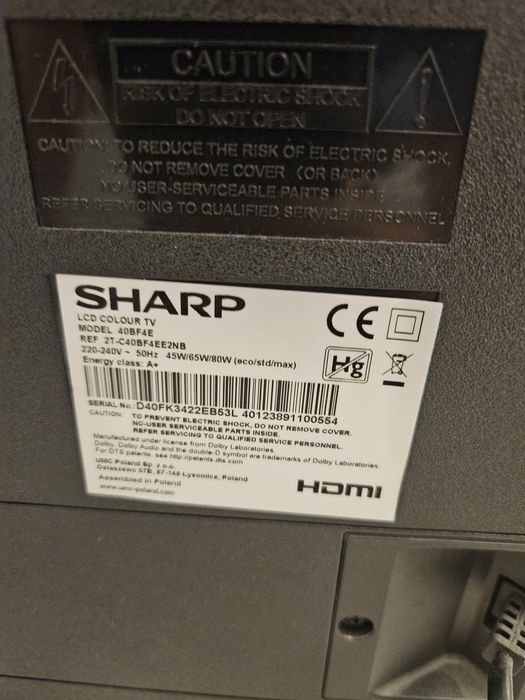 CAUTION
RISK OF ELECTRIC SHOCK
DO NOT OPEN
CAUTION: TO REDUCE THE RISK OF ELECTRIC SHOCK,
DO NOT REMOVE COVER (OR BACK)
NO USER-SERVICEABLE PARTS INSIDE
REFER SERVICING TO QUALIFIED SERVICE PERSONNEL
SHARP
LCD COLOUR TV
MODEL 40BF4E
REF 2T-C40BF4EE2NB
220-240V ~ 50Hz 45W/65W/80W (eco/std/max)
Energy class: A+
CE
Hg
SERIAL No.: D40FK3422EB53L 40123891100554
CAUTION: TO PREVENT ELECTRIC SHOCK, DO NOT REMOVE COVER.
NO-USER SERVICEABLE PARTS INSIDE.
REFER SERVICING TO QUALIFIED SERVICE PERSONNEL.
Manufactured under license from Dolby Laboratories.
Dolby, Dolby Audio and the double-D symbol are trademarks of Dolby Laboratories.
For DTS patents, see http://patents.dts.com
UMC Poland Sp. z o.o.
Ostaszewo 57B, 87-148 Lysomice, Poland
Assembled in Poland
www.umc-poland.com
HDMI